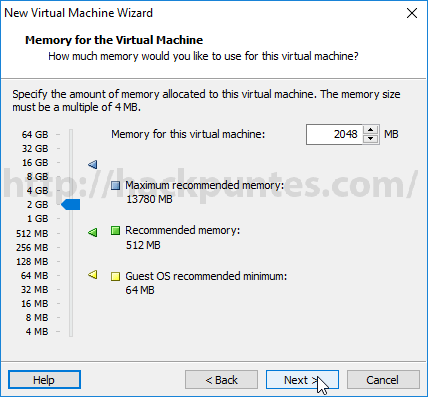 New Virtual Machine Wizard
Memory for the Virtual Machine
How much memory would you like to use for this virtual machine?
Specify the amount of memory allocated to this virtual machine. The memory size
must be a multiple of 4 MB.
64 GB
32 GB
16 GB
8 GB
4 GB
2 GB
1 GB
512 MB
256 MB
128 MB
64 MB
32 MB
16 MB
8 MB
4 MB
Memory for this virtual machine: 2048 MB
http://hackpuntes.com/
Maximum recommended memory:
13780 MB
Recommended memory:
512 MB
Guest OS recommended minimum:
64 MB
Help < Back Next > Cancel